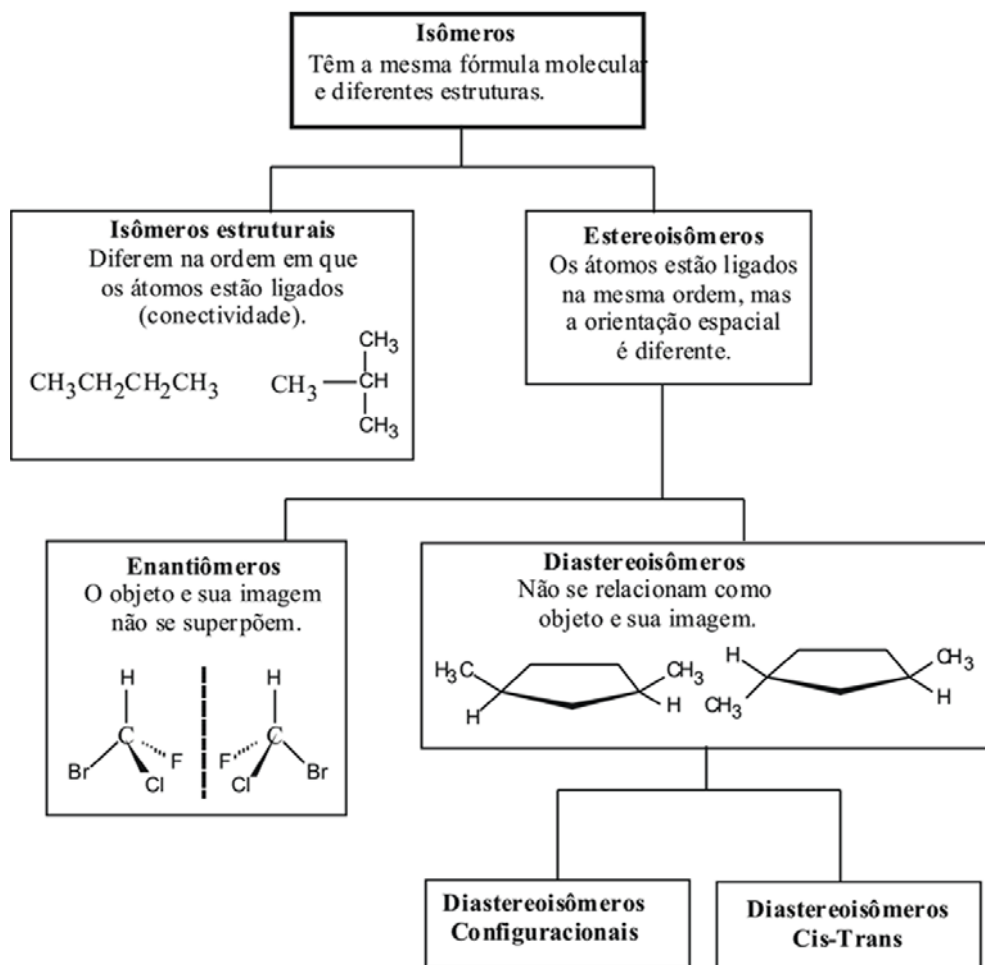 Isômeros
Têm a mesma fórmula molecular
e diferentes estruturas.
Isômeros estruturais
Diferem na ordem em que
os átomos estão ligados
(conectividade).
CH3
CH3CH2CH2CH3
CH3
CH
CH3
Estereoisômeros
Os átomos estão ligados
na mesma ordem, mas
a orientação espacial
é diferente.
Enantiômeros
O objeto e sua imagem
não se superpõem.
H
H
C
C
Br
F
F
Br
Cl
Cl
Diastereoisômeros
Não se relacionam como
objeto e sua imagem.
H3C
CH3
H
H
H
CH3
CH3
H
Diastereoisômeros
Configuracionais
Diastereoisômeros
Cis-Trans